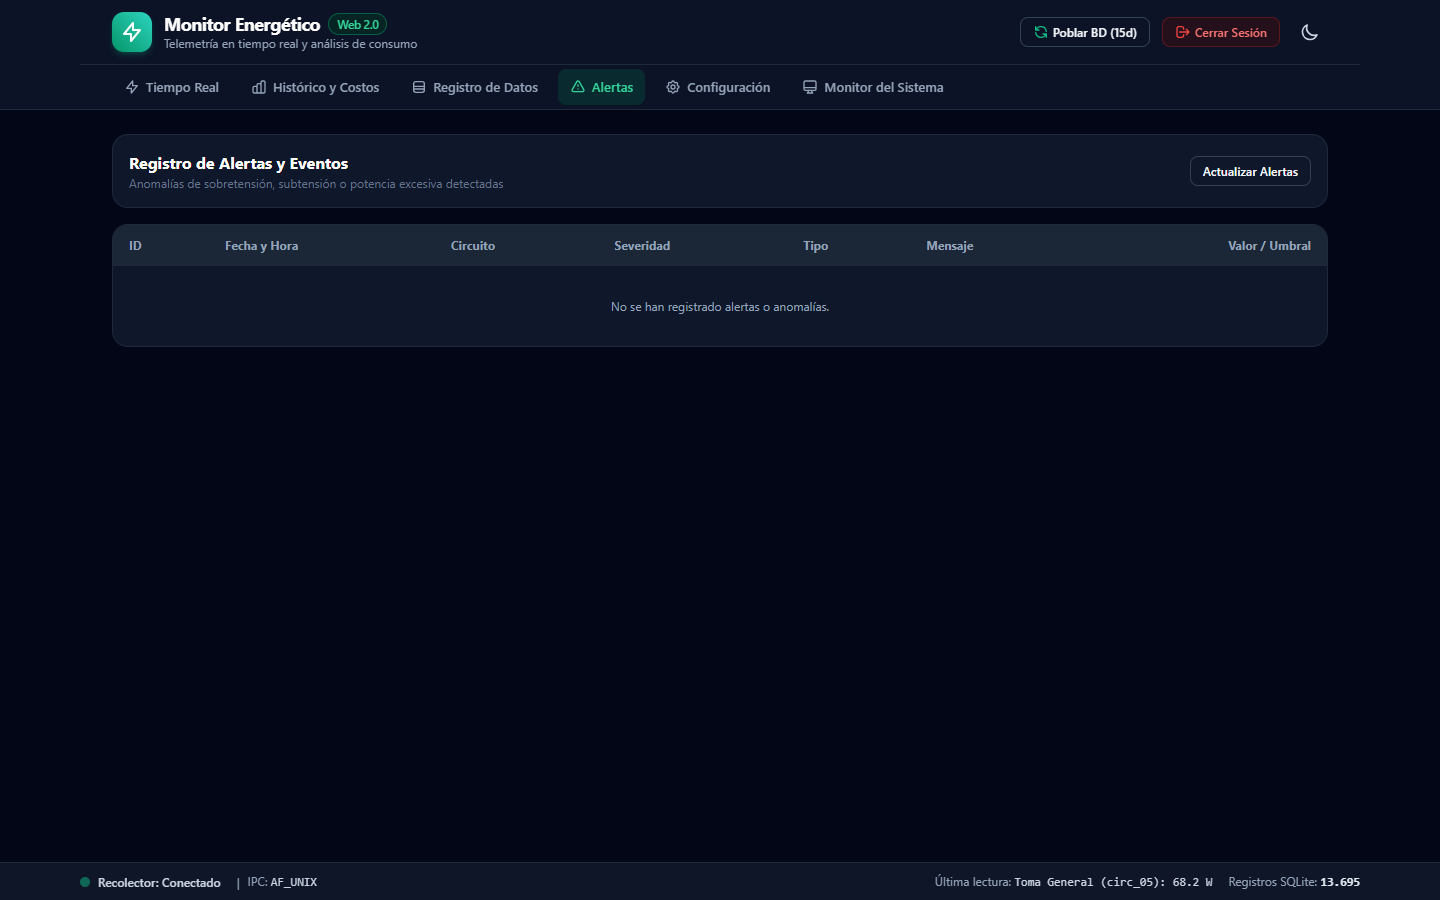 Monitor Energético Web 2.0
Telemetría en tiempo real y análisis de consumo
Poblar BD (15d) Cerrar Sesión
Tiempo Real Histórico y Costos Registro de Datos Alertas Configuración Monitor del Sistema
Registro de Alertas y Eventos
Anomalías de sobretensión, subtensión o potencia excesiva detectadas
Actualizar Alertas
ID Fecha y Hora Circuito Severidad Tipo Mensaje Valor / Umbral
No se han registrado alertas o anomalías.
Recolector: Conectado | IPC: AF_UNIX Última lectura: Toma General (circ_05): 68.2 W Registros SQLite: 13.695